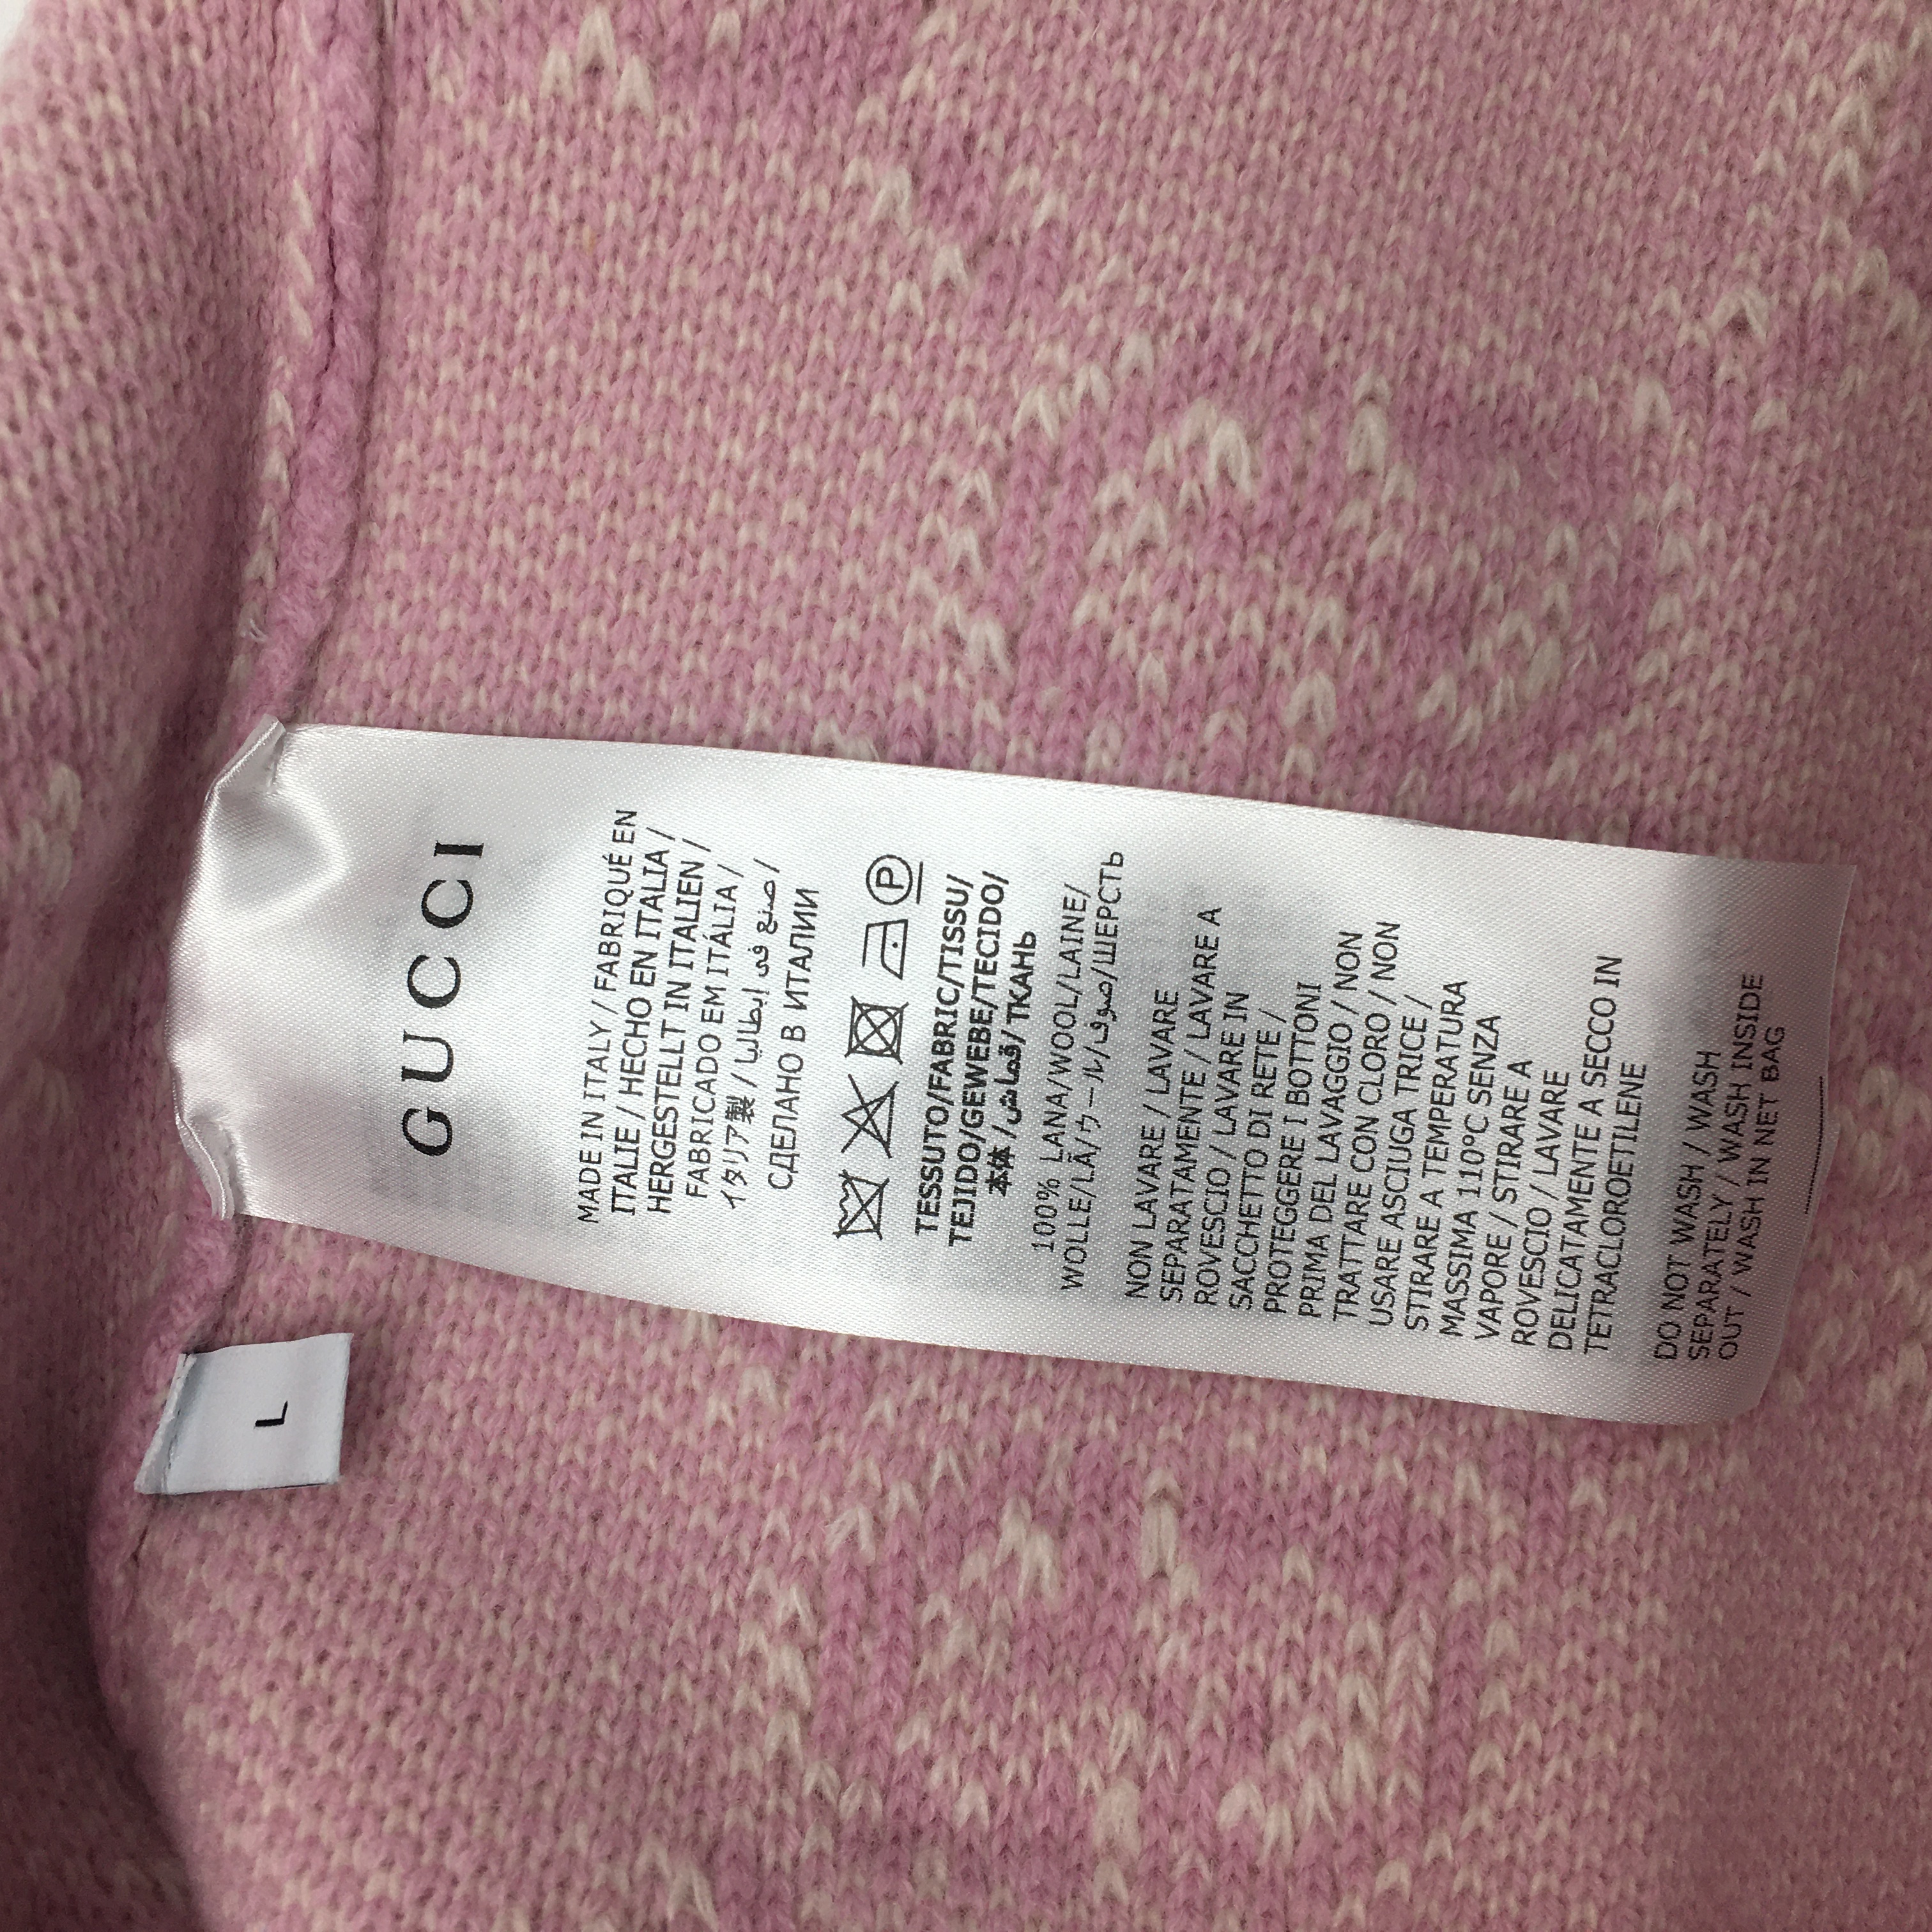 GUCCI
MADE IN ITALY / FABRIQUÉ EN
ITALIE / HECHO EN ITALIA /
HERGESTELLT IN ITALIEN /
FABRICADO EM ITÁLIA /
イタリア製 / صنع فى إيطاليا /
СДЕЛАНО В ИТАЛИИ
P
TESSUTO/FABRIC/TISSU/
TEJIDO/GEWEBE/TECIDO/
本体/قماش/ТКАНЬ
100% LANA/WOOL/LAINE/
WOLLE/LÃ/ウール/صوف/ШЕРСТЬ
NON LAVARE / LAVARE
SEPARATAMENTE / LAVARE A
ROVESCIO / LAVARE IN
SACCHETTO DI RETE /
PROTEGGERE I BOTTONI
PRIMA DEL LAVAGGIO / NON
TRATTARE CON CLORO / NON
USARE ASCIUGA TRICE /
STIRARE A TEMPERATURA
MASSIMA 110°C SENZA
VAPORE / STIRARE A
ROVESCIO / LAVARE
DELICATAMENTE A SECCO IN
TETRACLOROETILENE
DO NOT WASH / WASH
SEPARATELY / WASH INSIDE
OUT / WASH IN NET BAG
L